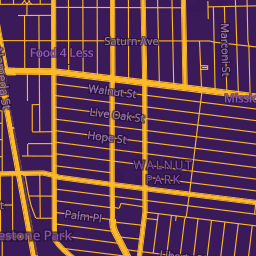 Marconi St
Saturn Ave
Food 4 Less
Walnut St
Live Oak St
Hope St
WALNUT
PARK
Palm Pl